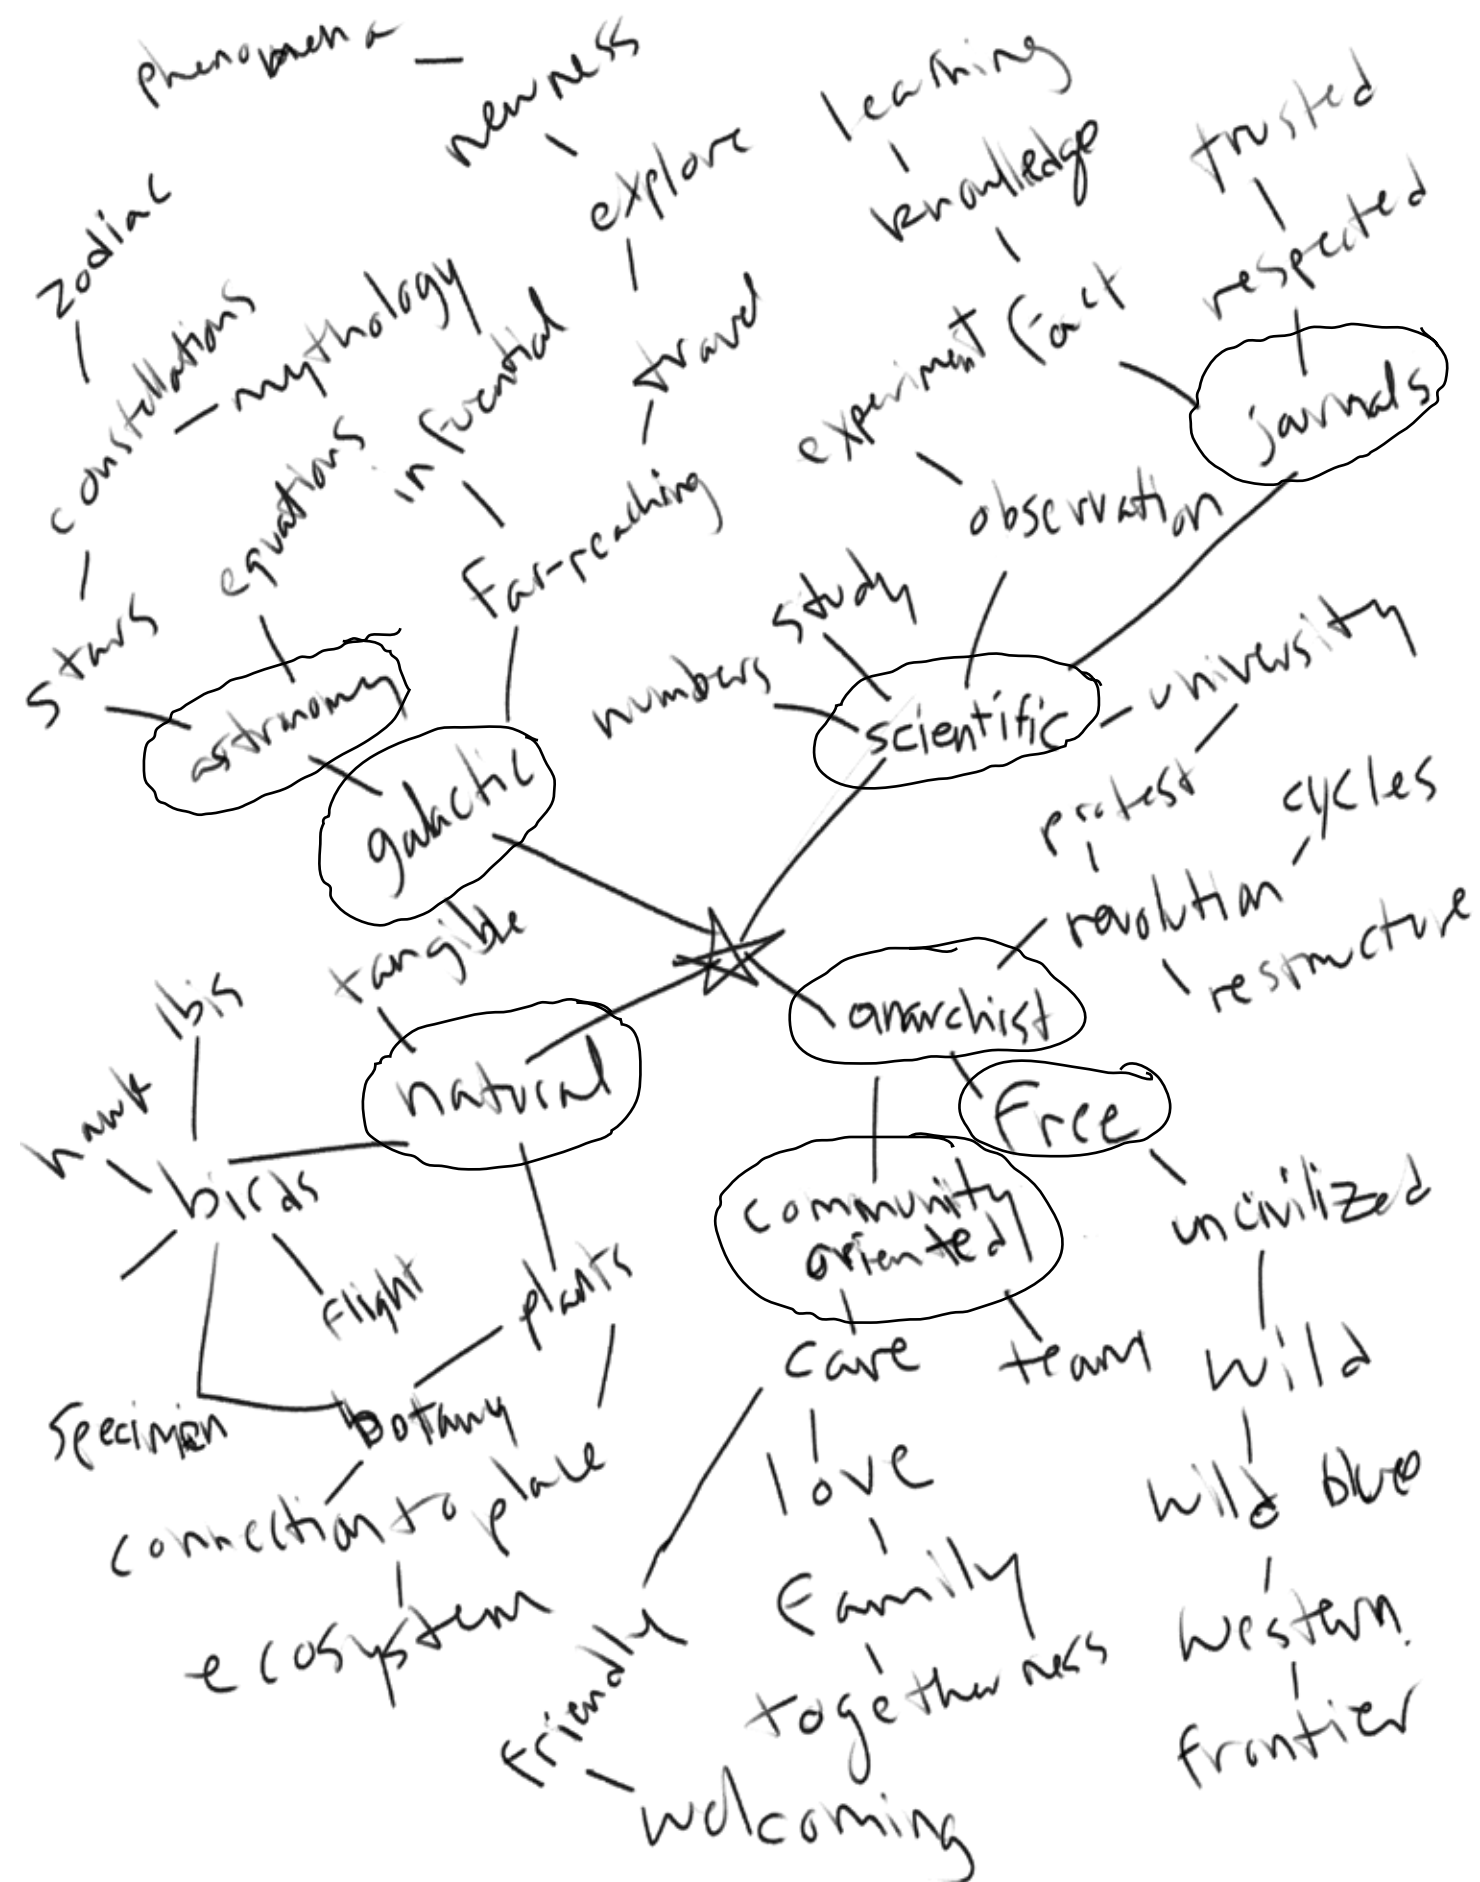 phenomena
newness
explore
travel
far-reaching
influential
zodiac
constellations
mythology
stars
equations
astronomy
galactic
learning
knowledge
fact
trusted
respected
journals
experiment
observation
study
numbers
scientific
university
protest
cycles
revolution
restructure
anarchist
free
uncivilized
wild
wild blue
western
frontier
community
oriented
care
team
love
family
togetherness
friendly
welcoming
tangible
natural
ibis
hawk
birds
flight
plants
specimen
botany
connection to place
ecosystem